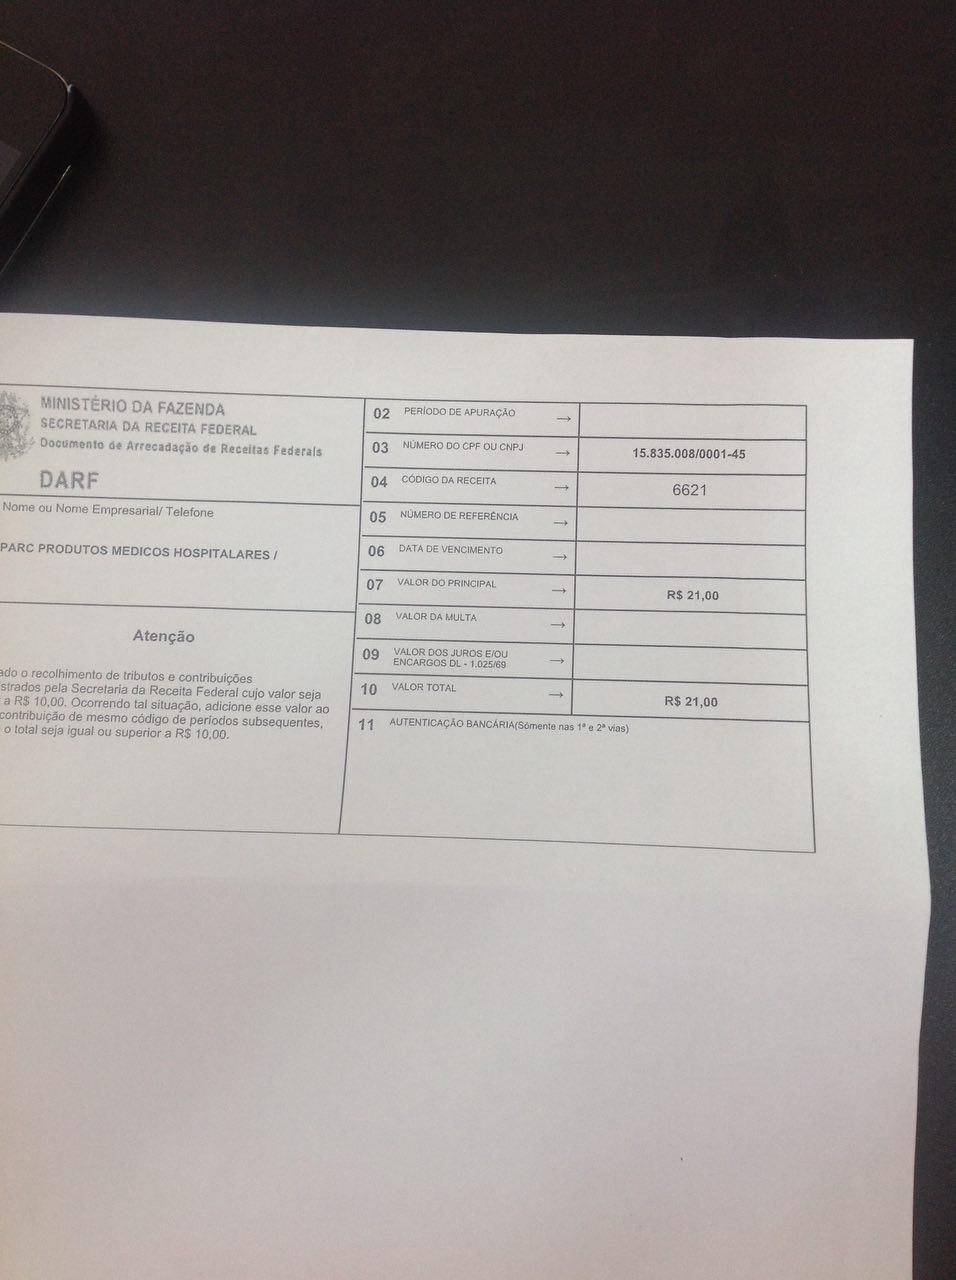 MINISTÉRIO DA FAZENDA
SECRETARIA DA RECEITA FEDERAL
Documento de Arrecadação de Receitas Federais
DARF
Nome ou Nome Empresarial/ Telefone
PARC PRODUTOS MEDICOS HOSPITALARES /
Atenção
o recolhimento de tributos e contribuições
pela Secretaria da Receita Federal cujo valor seja
a R$ 10,00. Ocorrendo tal situação, adicione esse valor ao
contribuição de mesmo código de períodos subsequentes,
o total seja igual ou superior a R$ 10,00.
02 PERÍODO DE APURAÇÃO →
03 NÚMERO DO CPF OU CNPJ → 15.835.008/0001-45
04 CÓDIGO DA RECEITA → 6621
05 NÚMERO DE REFERÊNCIA →
06 DATA DE VENCIMENTO →
07 VALOR DO PRINCIPAL → R$ 21,00
08 VALOR DA MULTA →
09 VALOR DOS JUROS E/OU
ENCARGOS DL - 1.025/69 →
10 VALOR TOTAL → R$ 21,00
11 AUTENTICAÇÃO BANCÁRIA(Sómente nas 1ª e 2ª vias)